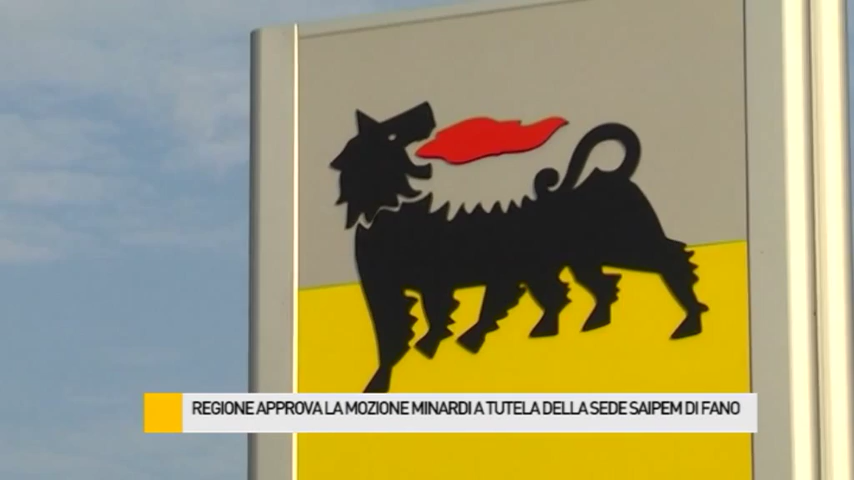 REGIONE APPROVA LA MOZIONE MINARDI A TUTELA DELLA SEDE SAIPEM DI FANO